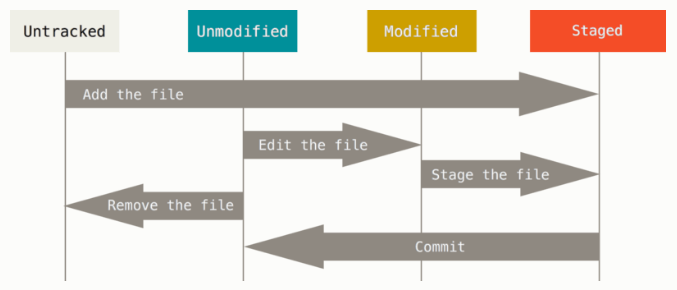 Untracked
Unmodified
Modified
Staged
Add the file
Edit the file
Stage the file
Remove the file
Commit